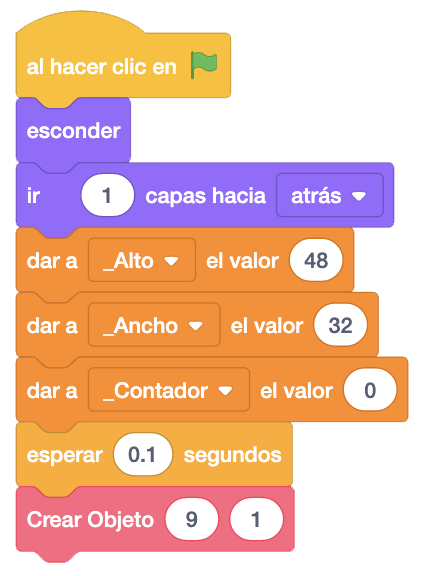 al hacer clic en
esconder
ir 1 capas hacia atrás
dar a _Alto el valor 48
dar a _Ancho el valor 32
dar a _Contador el valor 0
esperar 0.1 segundos
Crear Objeto 9 1